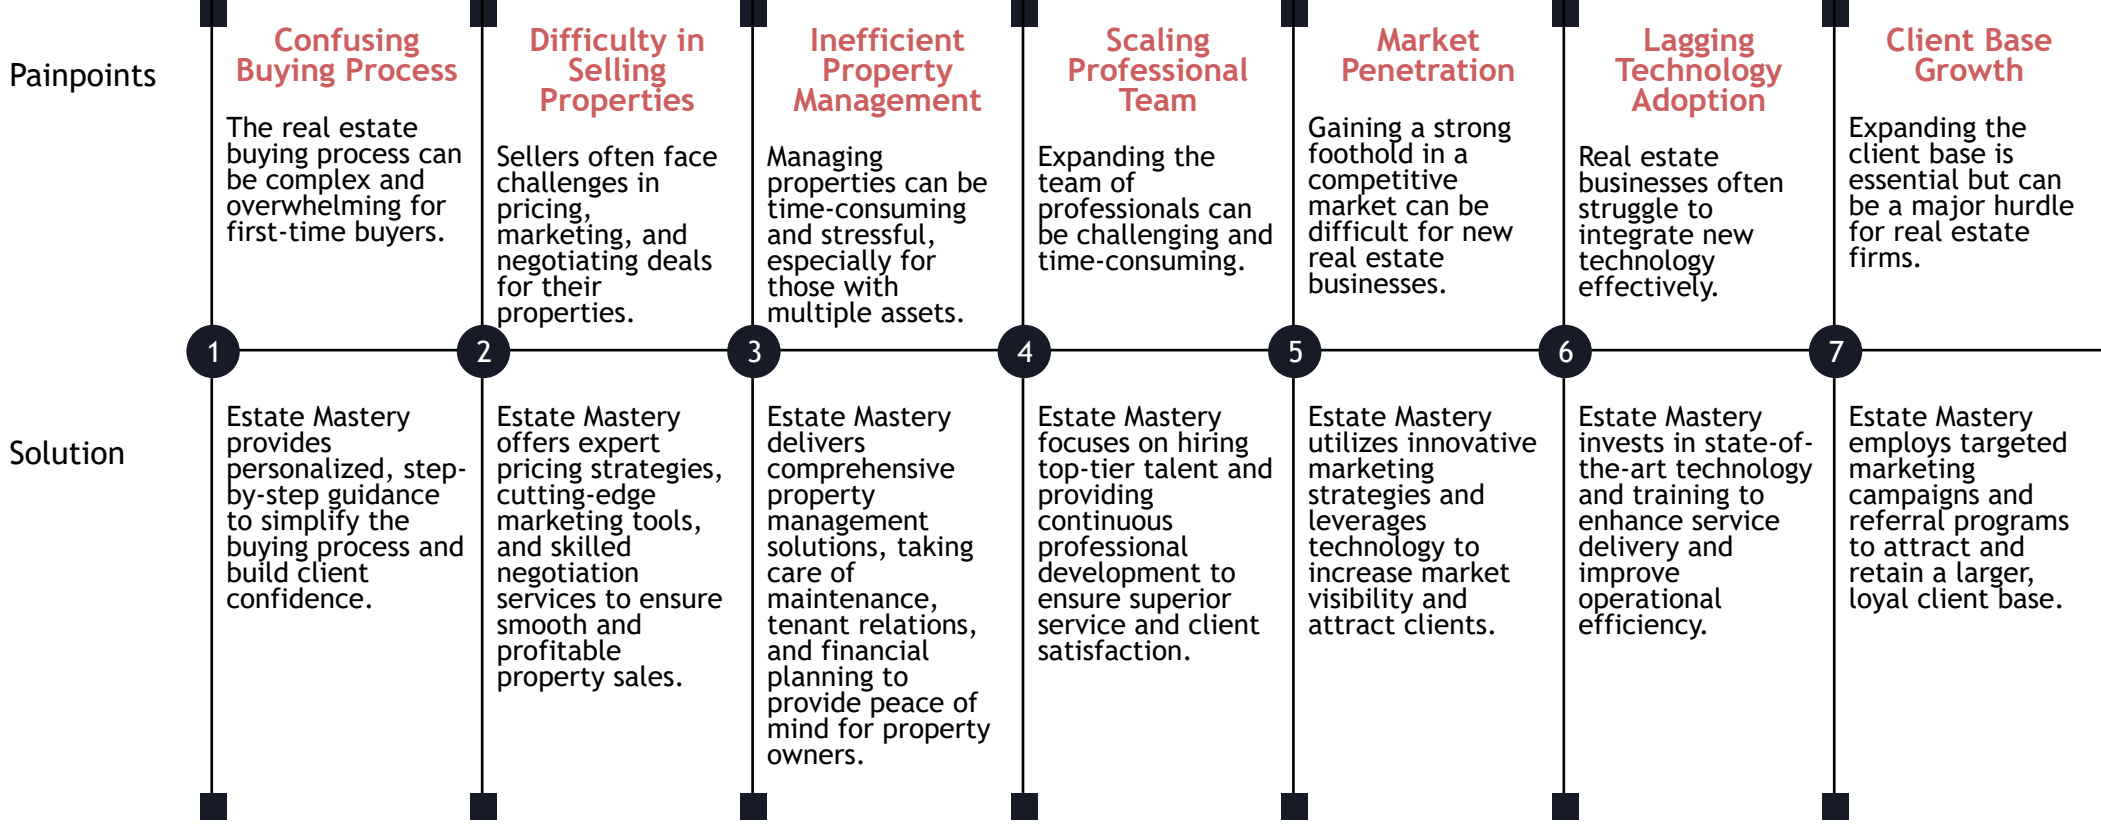 Painpoints
Confusing
Buying Process
The real estate
buying process can
be complex and
overwhelming for
first-time buyers.
Difficulty in
Selling
Properties
Sellers often face
challenges in
pricing,
marketing, and
negotiating deals
for their
properties.
Inefficient
Property
Management
Managing
properties can be
time-consuming
and stressful,
especially for
those with
multiple assets.
Scaling
Professional
Team
Expanding the
team of
professionals can
be challenging and
time-consuming.
Market
Penetration
Gaining a strong
foothold in a
competitive
market can be
difficult for new
real estate
businesses.
Lagging
Technology
Adoption
Real estate
businesses often
struggle to
integrate new
technology
effectively.
Client Base
Growth
Expanding the
client base is
essential but can
be a major hurdle
for real estate
firms.
1
2
3
4
5
6
7
Solution
Estate Mastery
provides
personalized, step-
by-step guidance
to simplify the
buying process and
build client
confidence.
Estate Mastery
offers expert
pricing strategies,
cutting-edge
marketing tools,
and skilled
negotiation
services to ensure
smooth and
profitable
property sales.
Estate Mastery
delivers
comprehensive
property
management
solutions, taking
care of
maintenance,
tenant relations,
and financial
planning to
provide peace of
mind for property
owners.
Estate Mastery
focuses on hiring
top-tier talent and
providing
continuous
professional
development to
ensure superior
service and client
satisfaction.
Estate Mastery
utilizes innovative
marketing
strategies and
leverages
technology to
increase market
visibility and
attract clients.
Estate Mastery
invests in state-of-
the-art technology
and training to
enhance service
delivery and
improve
operational
efficiency.
Estate Mastery
employs targeted
marketing
campaigns and
referral programs
to attract and
retain a larger,
loyal client base.